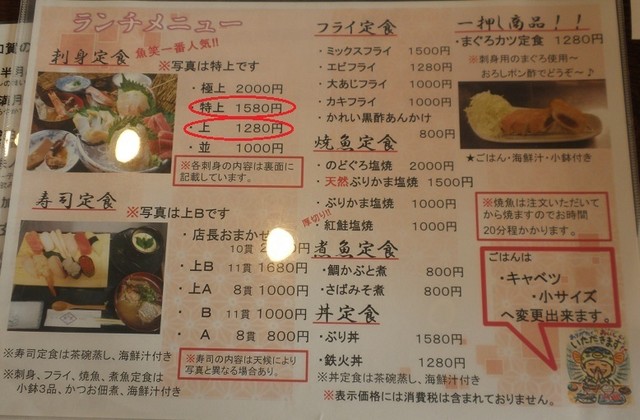 ランチメニュー
刺身定食
魚笑一番人気!!
※写真は特上です
・極上 2000円
・特上 1580円
・上 1280円
・並 1000円
※各刺身の内容は裏面に
記載しています。
寿司定食
※写真は上Bです
・店長おまかせ
10貫
・上B 11貫 1680円
・上A 8貫 1000円
・B 11貫 1000円
・A 8貫 800円
※寿司の内容は天候により
写真と異なる場合あり。
※寿司定食は茶碗蒸し、海鮮汁付き
※刺身、フライ、焼魚、煮魚定食は
小鉢3品、かつお佃煮、海鮮汁付き
フライ定食
・ミックスフライ 1500円
・エビフライ 1280円
・大あじフライ 1000円
・カキフライ 1000円
・かれい黒酢あんかけ
800円
焼魚定食
・のどぐろ塩焼 2000円
・天然ぶりかま塩焼 1500円
・ぶりかま塩焼 1000円
厚切り!!
・紅鮭塩焼 1000円
煮魚定食
・鯛かぶと煮 800円
・さばみそ煮 800円
丼定食
・ぶり丼 1580円
・鉄火丼 1280円
※丼定食は茶碗蒸し、海鮮汁付き
※表示価格には消費税は含まれておりません。
一押し商品!!
・まぐろカツ定食 1280円
※刺身用のまぐろ使用～
おろしポン酢でどうぞ～♪
★ごはん・海鮮汁・小鉢付き
※焼魚は注文いただいて
から焼ますのでお時間
20分程かかります。
ごはんは
・キャベツ
・小サイズ
へ変更出来ます。
いただきます